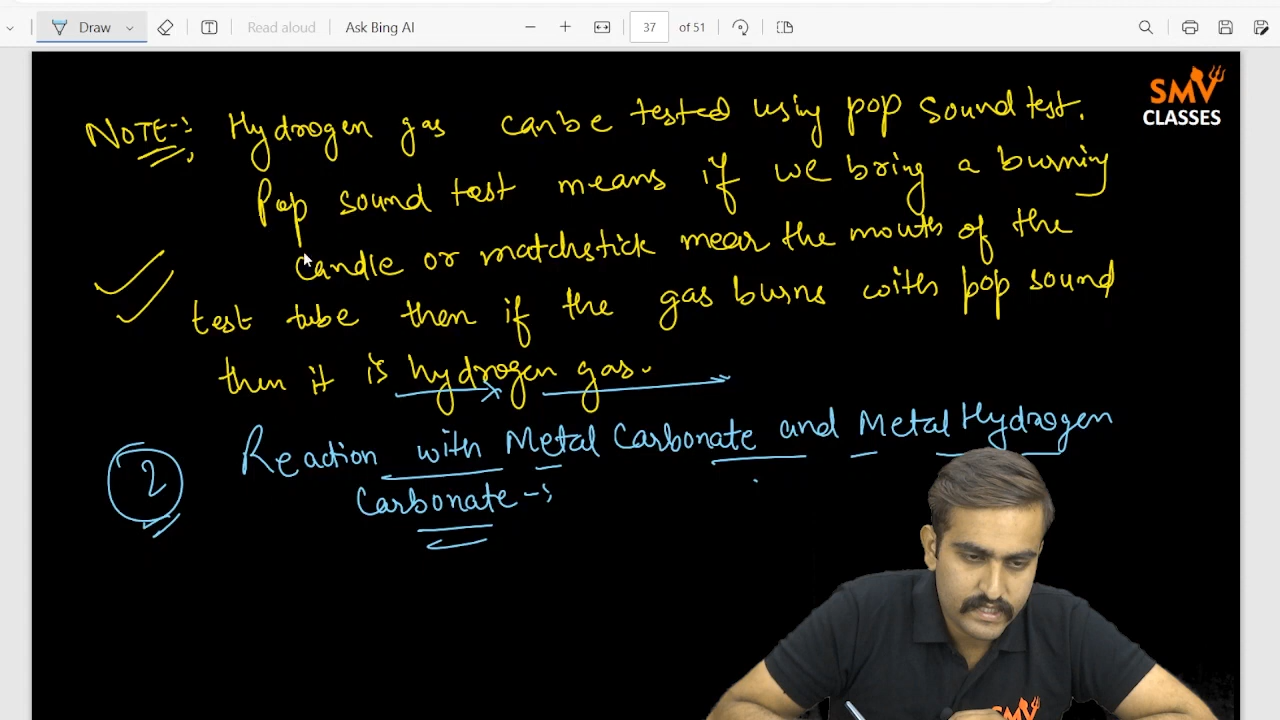 Draw
Read aloud
Ask Bing AI
37
of 51
SMV
CLASSES
NOTE-: Hydrogen gas can be tested using pop sound test.
Pop sound test means if we bring a burning
candle or matchstick near the mouth of the
test tube then if the gas burns with pop sound
then it is hydrogen gas.
2 Reaction with Metal Carbonate and Metal Hydrogen
Carbonate-:
SMV